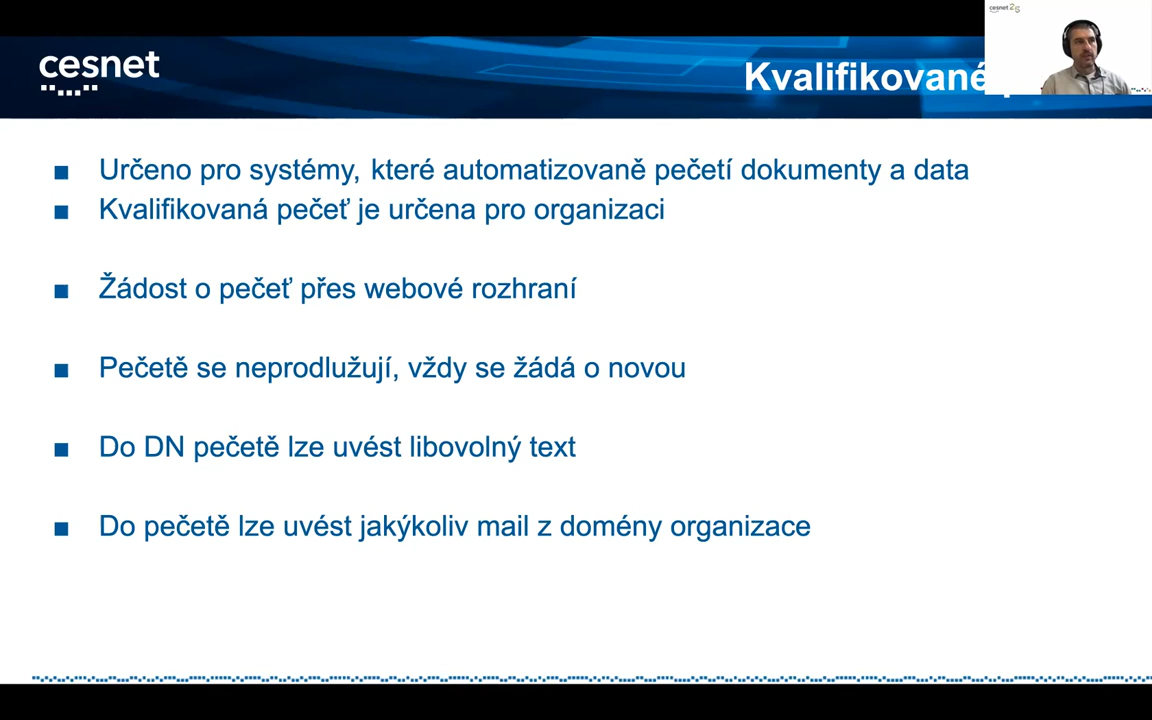 cesnet
Kvalifikované
Určeno pro systémy, které automatizovaně pečetí dokumenty a data
Kvalifikovaná pečeť je určena pro organizaci
Žádost o pečeť přes webové rozhraní
Pečetě se neprodlužují, vždy se žádá o novou
Do DN pečetě lze uvést libovolný text
Do pečetě lze uvést jakýkoliv mail z domény organizace
cesnet